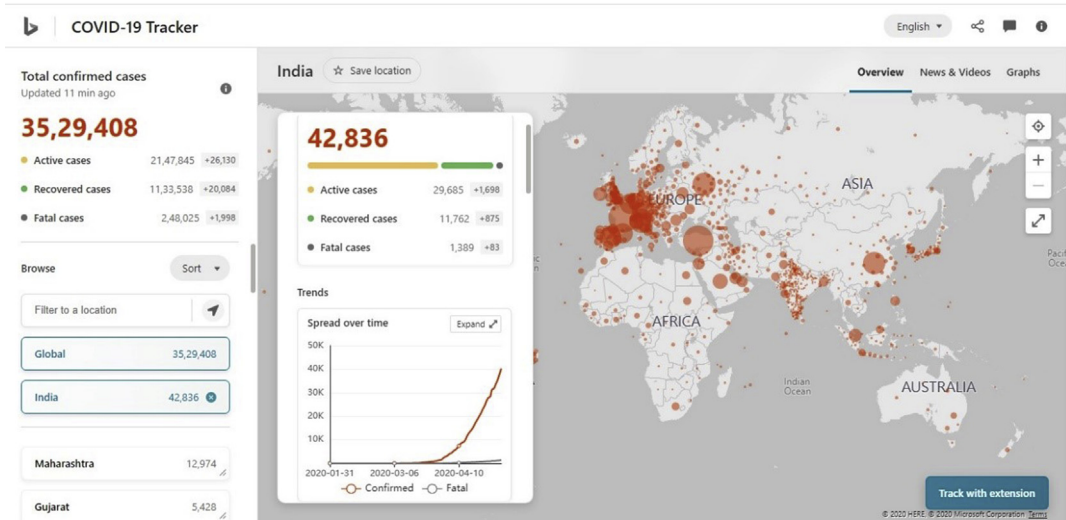 COVID-19 Tracker
English
Total confirmed cases
Updated 11 min ago
35,29,408
Active cases 21,47,845 +26,130
Recovered cases 11,33,538 +20,084
Fatal cases 2,48,025 +1,998
Browse Sort
Filter to a location
Global 35,29,408
India 42,836
Maharashtra 12,974
Gujarat 5,428
India Save location
Overview News & Videos Graphs
42,836
Active cases 29,685 +1,698
Recovered cases 11,762 +875
Fatal cases 1,389 +83
Trends
Spread over time Expand
50K
40K
30K
20K
10K
2020-01-31 2020-03-06 2020-04-10
Confirmed Fatal
ASIA
EUROPE
AFRICA
Indian
Ocean
AUSTRALIA
Track with extension
© 2020 HERE, © 2020 Microsoft Corporation Terms